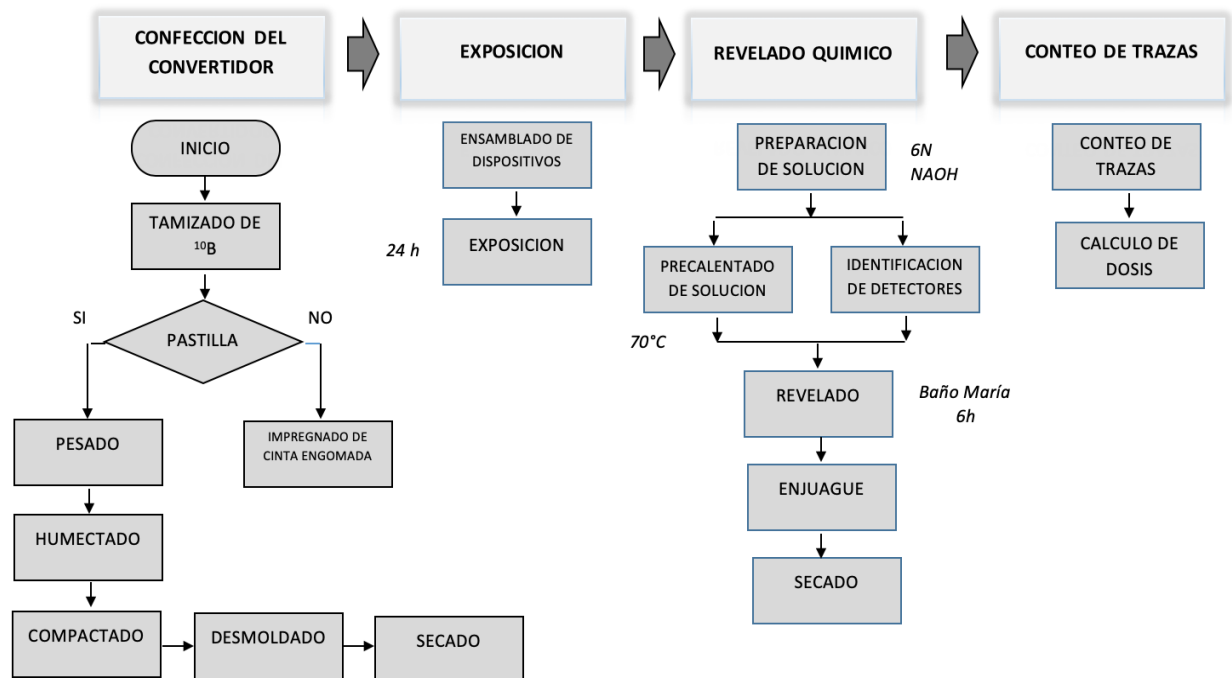 CONFECCION DEL
CONVERTIDOR
EXPOSICION
REVELADO QUIMICO
CONTEO DE TRAZAS
INICIO
TAMIZADO DE
¹⁰B
SI
NO
PASTILLA
PESADO
IMPREGNADO DE
CINTA ENGOMADA
HUMECTADO
COMPACTADO
DESMOLDADO
SECADO
ENSAMBLADO DE
DISPOSITIVOS
24 h
EXPOSICION
PREPARACION
DE SOLUCION
6N
NAOH
PRECALENTADO
DE SOLUCION
IDENTIFICACION
DE DETECTORES
70°C
REVELADO
Baño María
6h
ENJUAGUE
SECADO
CONTEO DE
TRAZAS
CALCULO DE
DOSIS